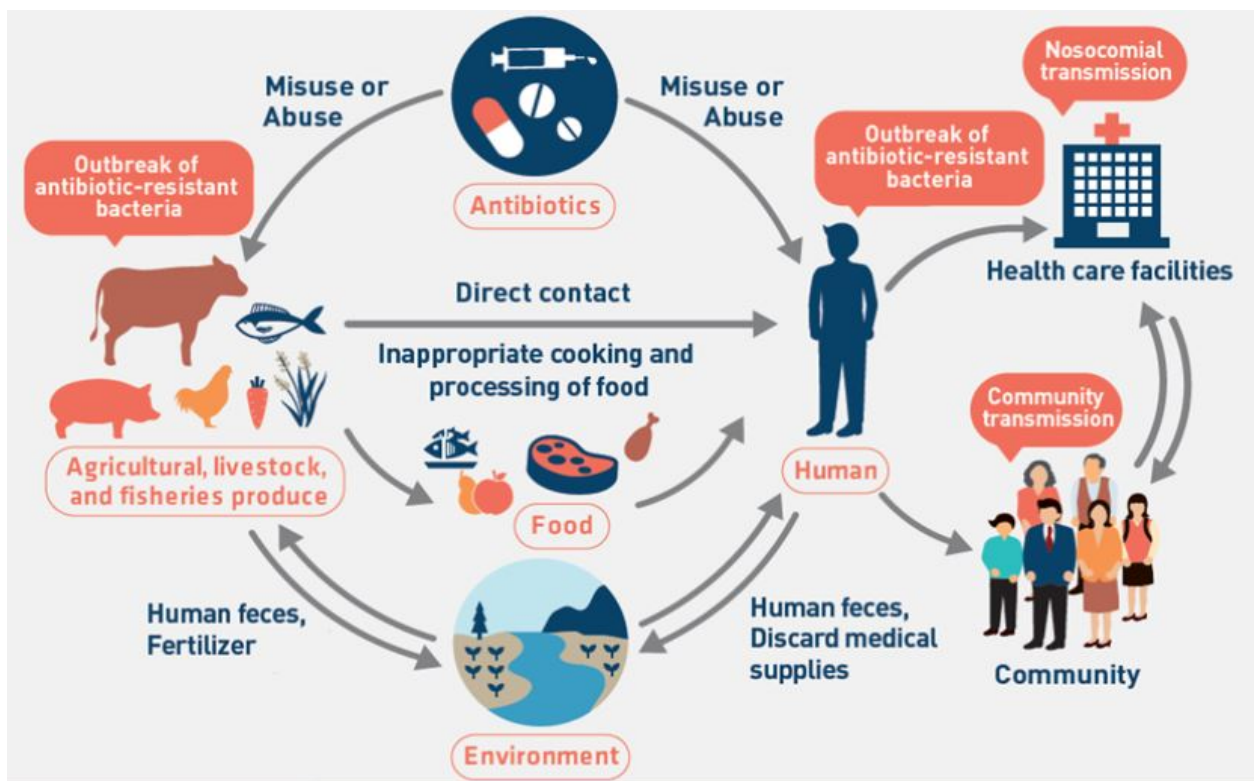 Nosocomial
transmission
Misuse or
Abuse
Misuse or
Abuse
Outbreak of
antibiotic-resistant
bacteria
Outbreak of
antibiotic-resistant
bacteria
Antibiotics
Health care facilities
Direct contact
Inappropriate cooking and
processing of food
Community
transmission
Agricultural, livestock,
and fisheries produce
Human
Food
Human feces,
Fertilizer
Human feces,
Discard medical
supplies
Community
Environment